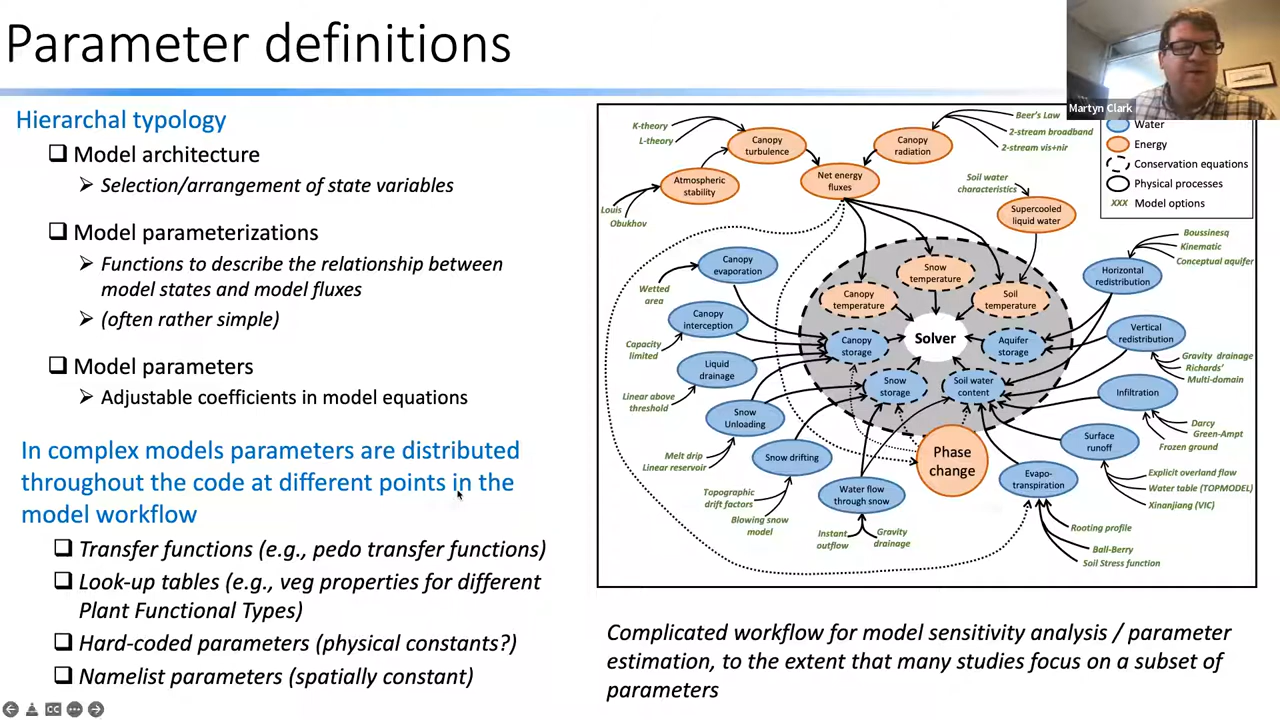 Parameter definitions
Martyn Clark
Hierarchal typology
Model architecture
Selection/arrangement of state variables
Model parameterizations
Functions to describe the relationship between
model states and model fluxes
(often rather simple)
Model parameters
Adjustable coefficients in model equations
In complex models parameters are distributed
throughout the code at different points in the
model workflow
Transfer functions (e.g., pedo transfer functions)
Look-up tables (e.g., veg properties for different
Plant Functional Types)
Hard-coded parameters (physical constants?)
Namelist parameters (spatially constant)
K-theory
L-theory
Canopy
turbulence
Canopy
radiation
Beer's Law
2-stream broadband
2-stream vis+nir
Water
Energy
Conservation equations
Physical processes
XXX Model options
Atmospheric
stability
Net energy
fluxes
Louis
Obukhov
Soil water
characteristics
Supercooled
liquid water
Canopy
evaporation
Wetted
area
Canopy
interception
Capacity
limited
Liquid
drainage
Linear above
threshold
Snow
Unloading
Melt drip
Linear reservoir
Snow drifting
Topographic
drift factors
Blowing snow
model
Water flow
through snow
Instant
outflow
Gravity
drainage
Snow
temperature
Canopy
temperature
Soil
temperature
Solver
Canopy
storage
Aquifer
storage
Snow
storage
Soil water
content
Phase
change
Boussinesq
Kinematic
Conceptual aquifer
Horizontal
redistribution
Vertical
redistribution
Gravity drainage
Richards'
Multi-domain
Infiltration
Darcy
Green-Ampt
Frozen ground
Surface
runoff
Explicit overland flow
Water table (TOPMODEL)
Xinanjiang (VIC)
Evapo-
transpiration
Rooting profile
Ball-Berry
Soil Stress function
Complicated workflow for model sensitivity analysis / parameter
estimation, to the extent that many studies focus on a subset of
parameters
CC